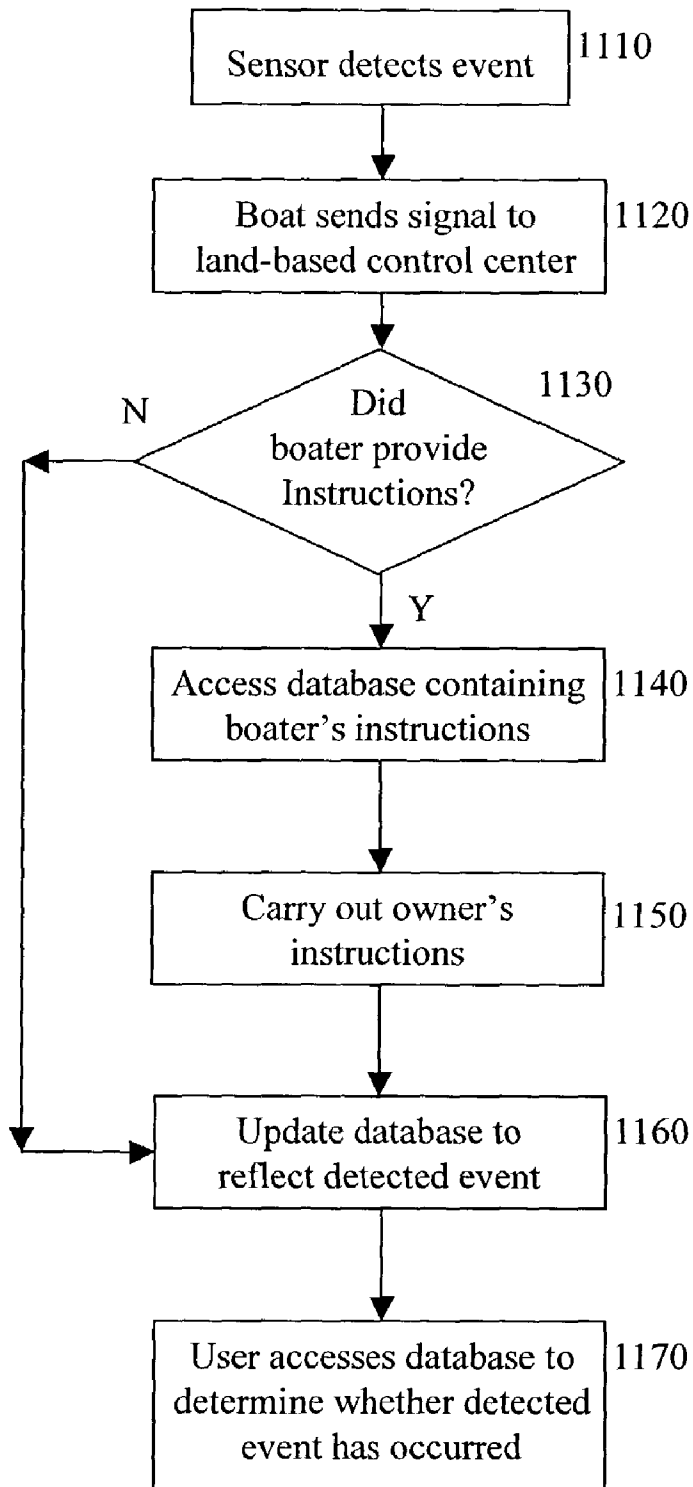 Sensor detects event
1110
Boat sends signal to
land-based control center
1120
1130
N
Did
boater provide
Instructions?
Y
Access database containing
boater's instructions
1140
Carry out owner's
instructions
1150
Update database to
reflect detected event
1160
User accesses database to
determine whether detected
event has occurred
1170